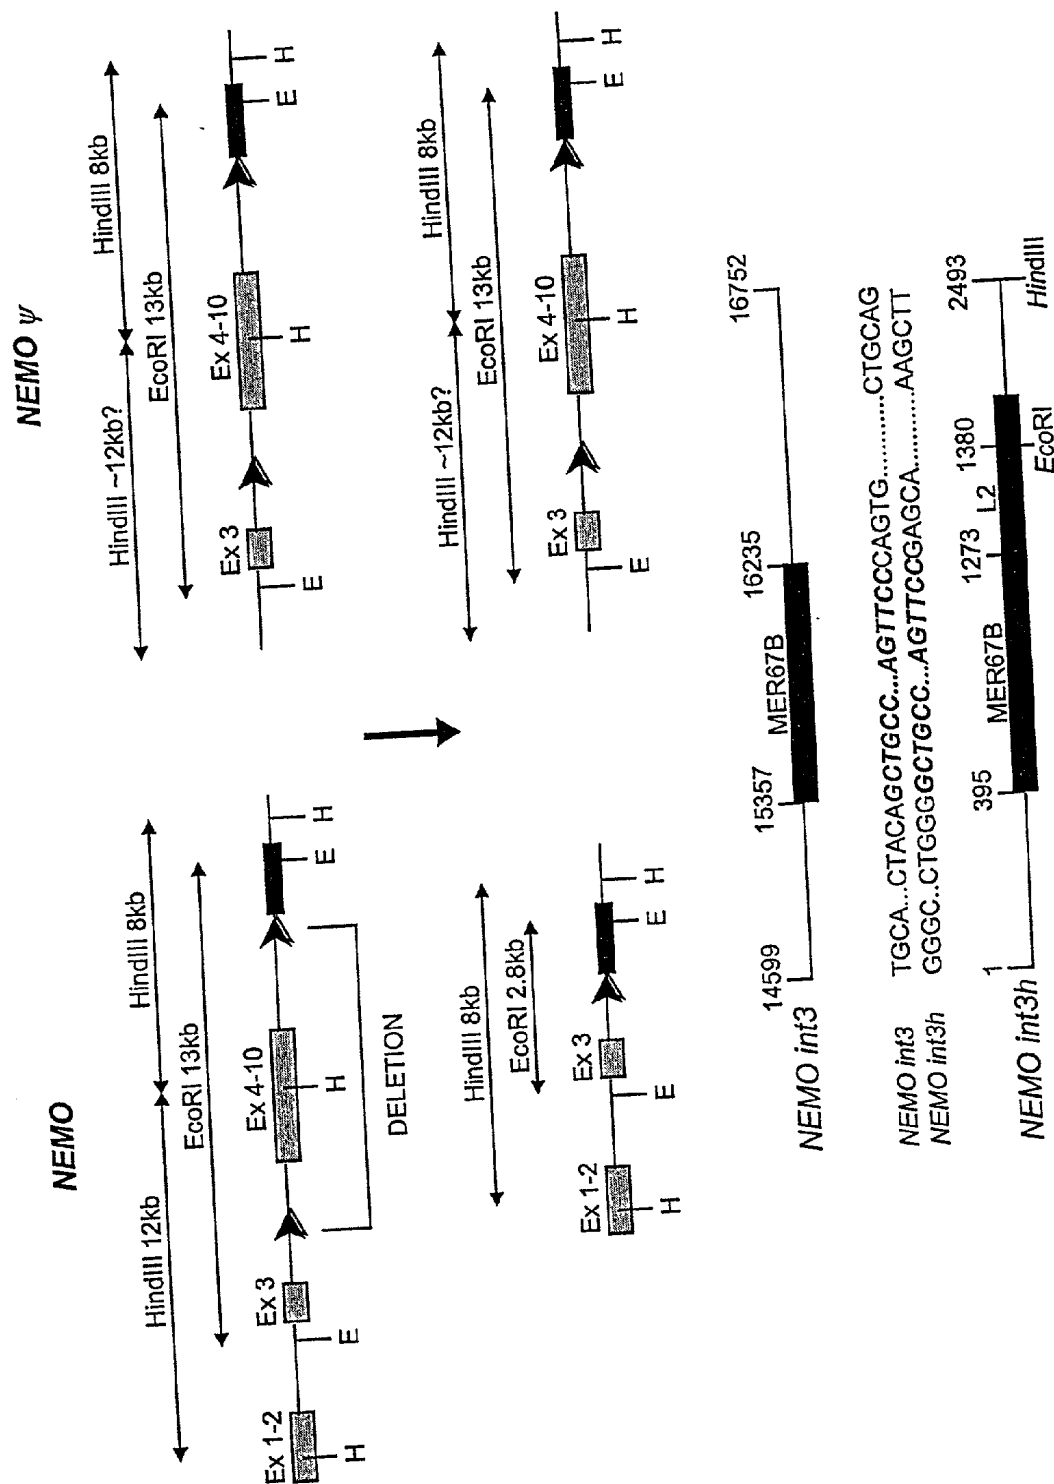 NEMO
NEMO ψ
HindIII 12kb
HindIII 8kb
EcoRI 13kb
Ex 1-2
Ex 3
Ex 4-10
H
E
H
E
H
DELETION
HindIII ~12kb?
HindIII 8kb
EcoRI 13kb
Ex 3
Ex 4-10
E
H
E
H
HindIII 8kb
EcoRI 2.8kb
Ex 1-2
Ex 3
H
E
E
H
HindIII ~12kb?
HindIII 8kb
EcoRI 13kb
Ex 3
Ex 4-10
E
H
E
H
14599
15357
16235
16752
MER67B
NEMO int3
NEMO int3 TGCA...CTACAGCTGCC...AGTTCCCAGTG...........CTGCAG
NEMO int3h GGGC..CTGGGGCTGCC...AGTTCCGAGCA...........AAGCTT
1
395
1273
1380
2493
MER67B
L2
NEMO int3h
EcoRI
HindIII